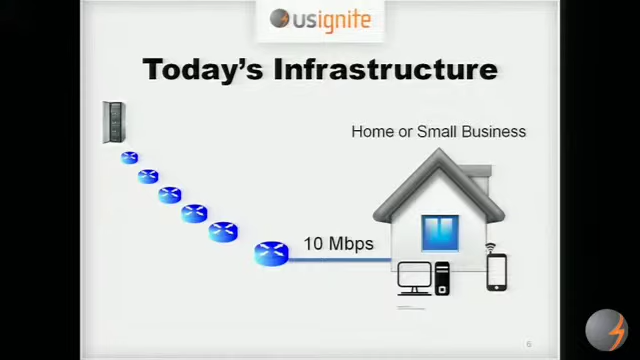 usignite
Today's Infrastructure
Home or Small Business
10 Mbps
6